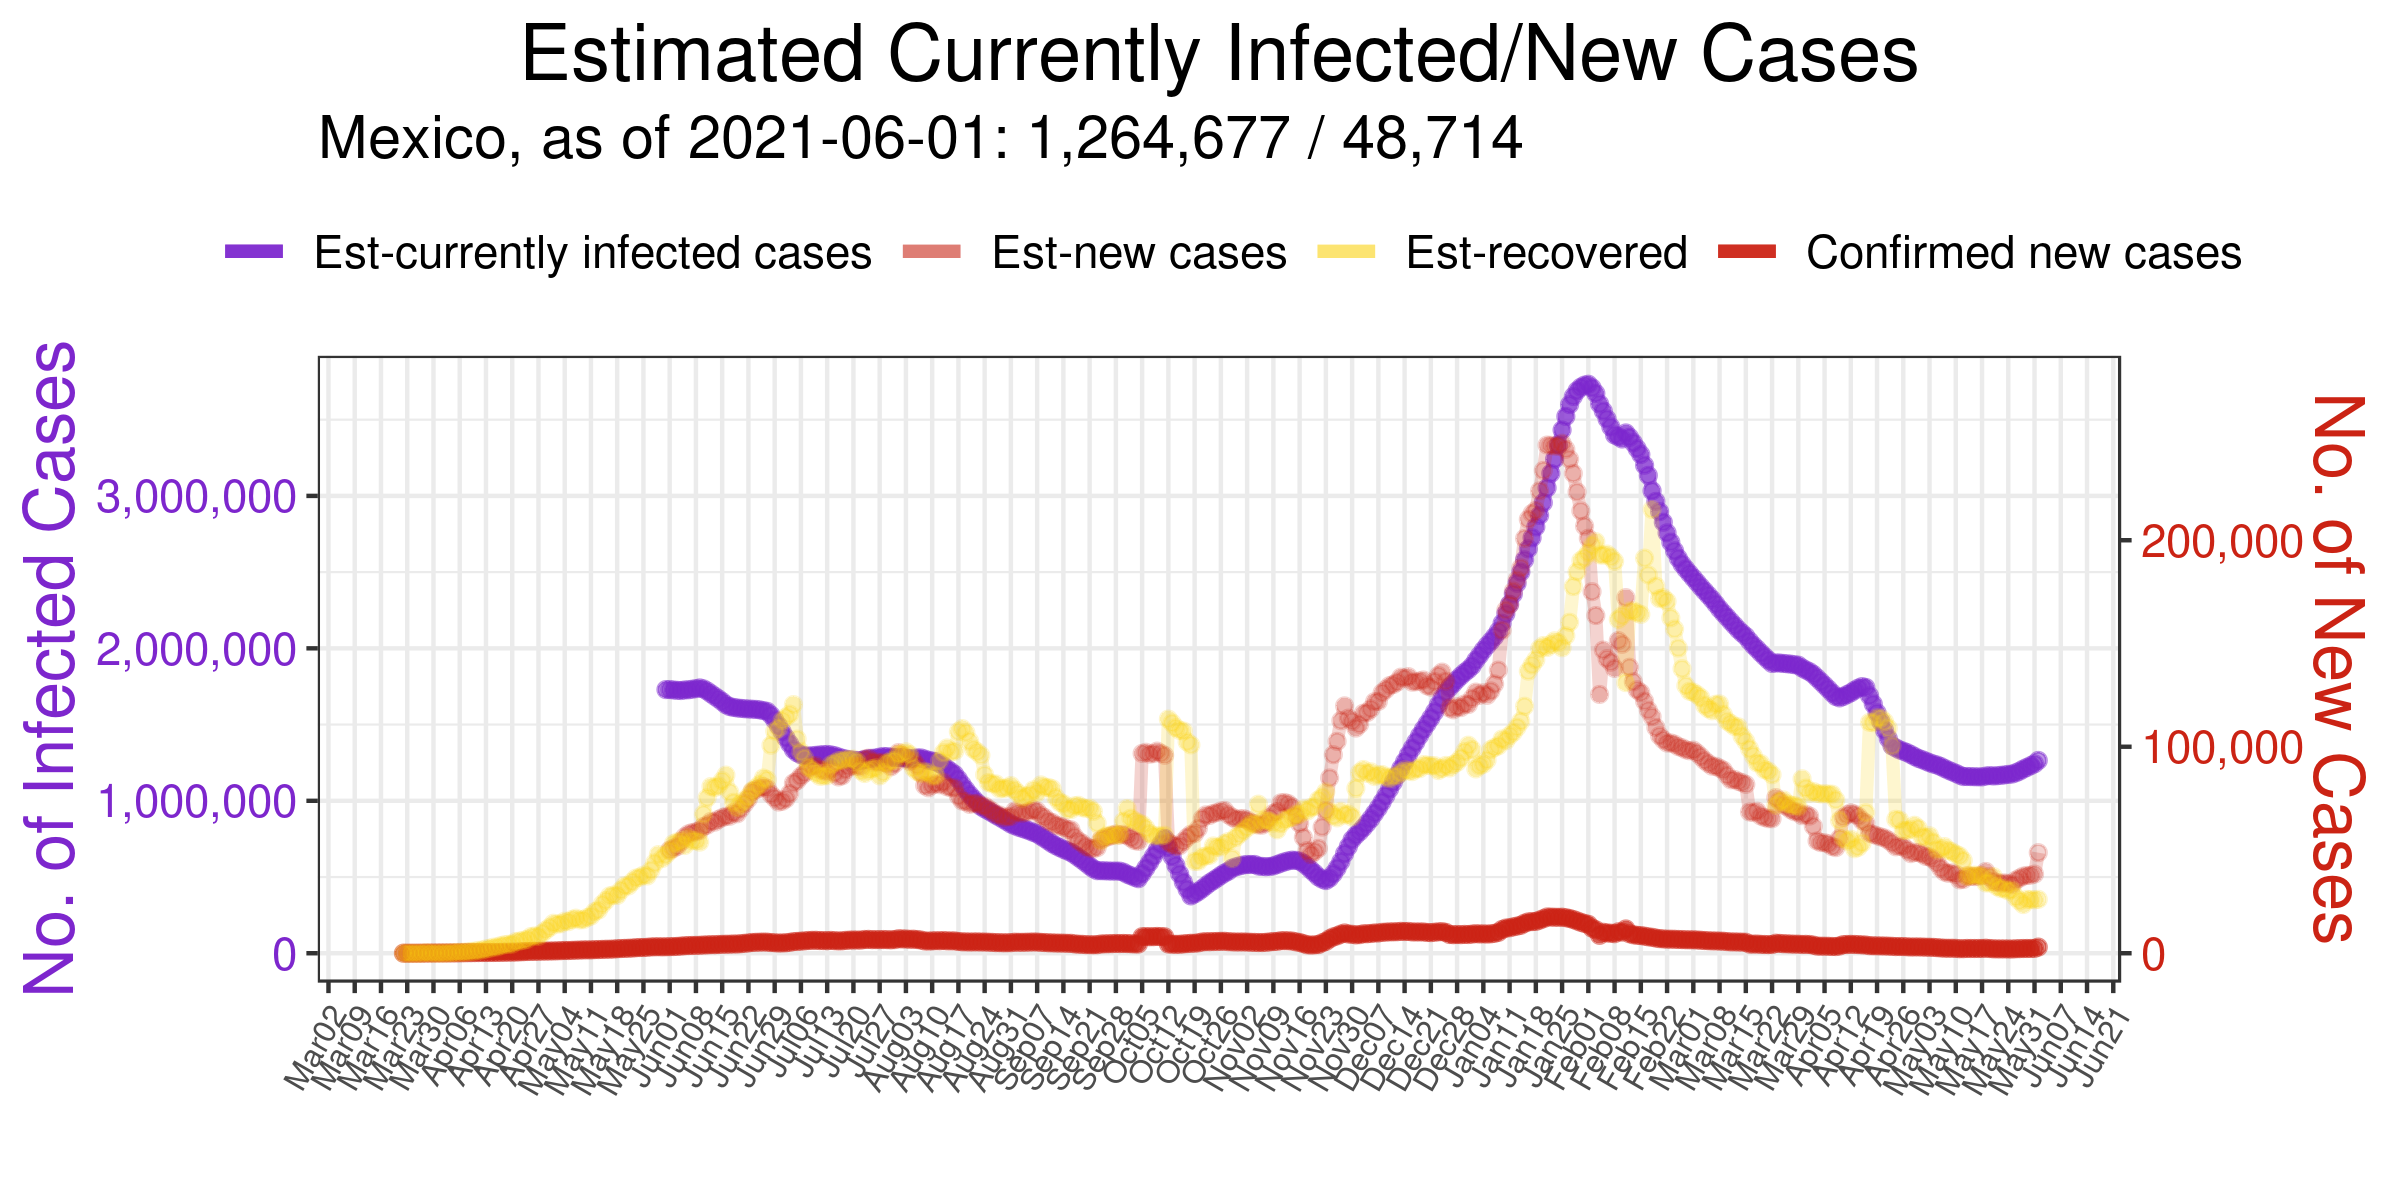 Estimated Currently Infected/New Cases
Mexico, as of 2021-06-01: 1,264,677 / 48,714
Est-currently infected cases Est-new cases Est-recovered Confirmed new cases
No. of Infected Cases
3,000,000
2,000,000
1,000,000
0
200,000
100,000
0
No. of New Cases
Mar02
Mar09
Mar16
Mar23
Mar30
Apr06
Apr13
Apr20
Apr27
May04
May11
May18
May25
Jun01
Jun08
Jun15
Jun22
Jun29
Jul06
Jul13
Jul20
Jul27
Aug03
Aug10
Aug17
Aug24
Aug31
Sep07
Sep14
Sep21
Sep28
Oct05
Oct12
Oct19
Oct26
Nov02
Nov09
Nov16
Nov23
Nov30
Dec07
Dec14
Dec21
Dec28
Jan04
Jan11
Jan18
Jan25
Feb01
Feb08
Feb15
Feb22
Mar01
Mar08
Mar15
Mar22
Mar29
Apr05
Apr12
Apr19
Apr26
May03
May10
May17
May24
May31
Jun07
Jun14
Jun21